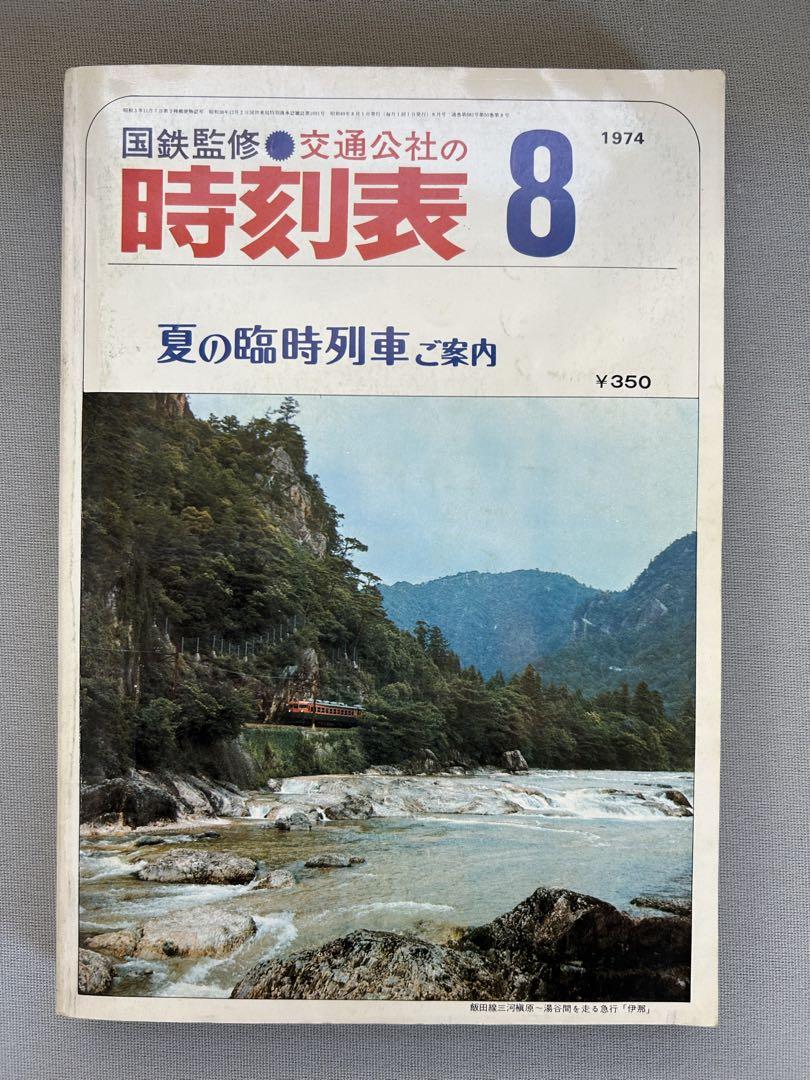 国鉄監修 交通公社の
時刻表 8 1974
夏の臨時列車ご案内
¥350
飯田線三河槇原〜湯谷間を走る急行「伊那」